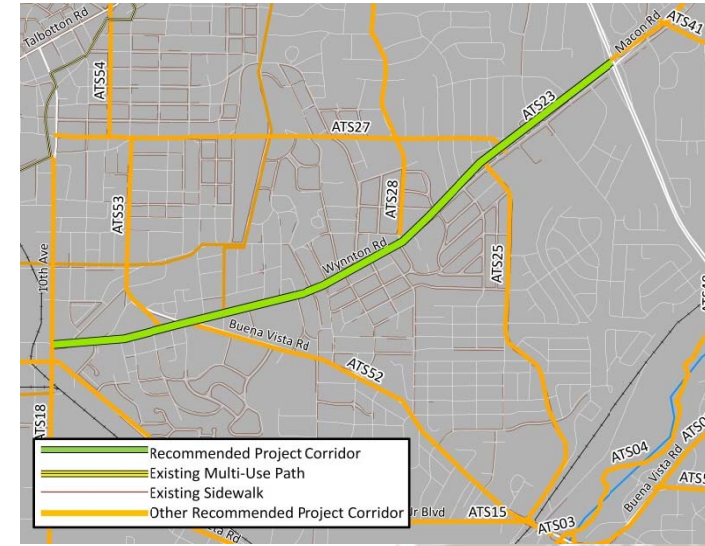 Talbotton Rd
Macon Rd
ATS41
ATS54
ATS23
ATS27
ATS53
ATS28
10th Ave
Wynnton Rd
ATS25
Buena Vista Rd
ATS52
ATS18
ATS04
Buena Vista Rd
Recommended Project Corridor
Existing Multi-Use Path
Existing Sidewalk
Other Recommended Project Corridor
Jr Blvd
ATS15
ATS03